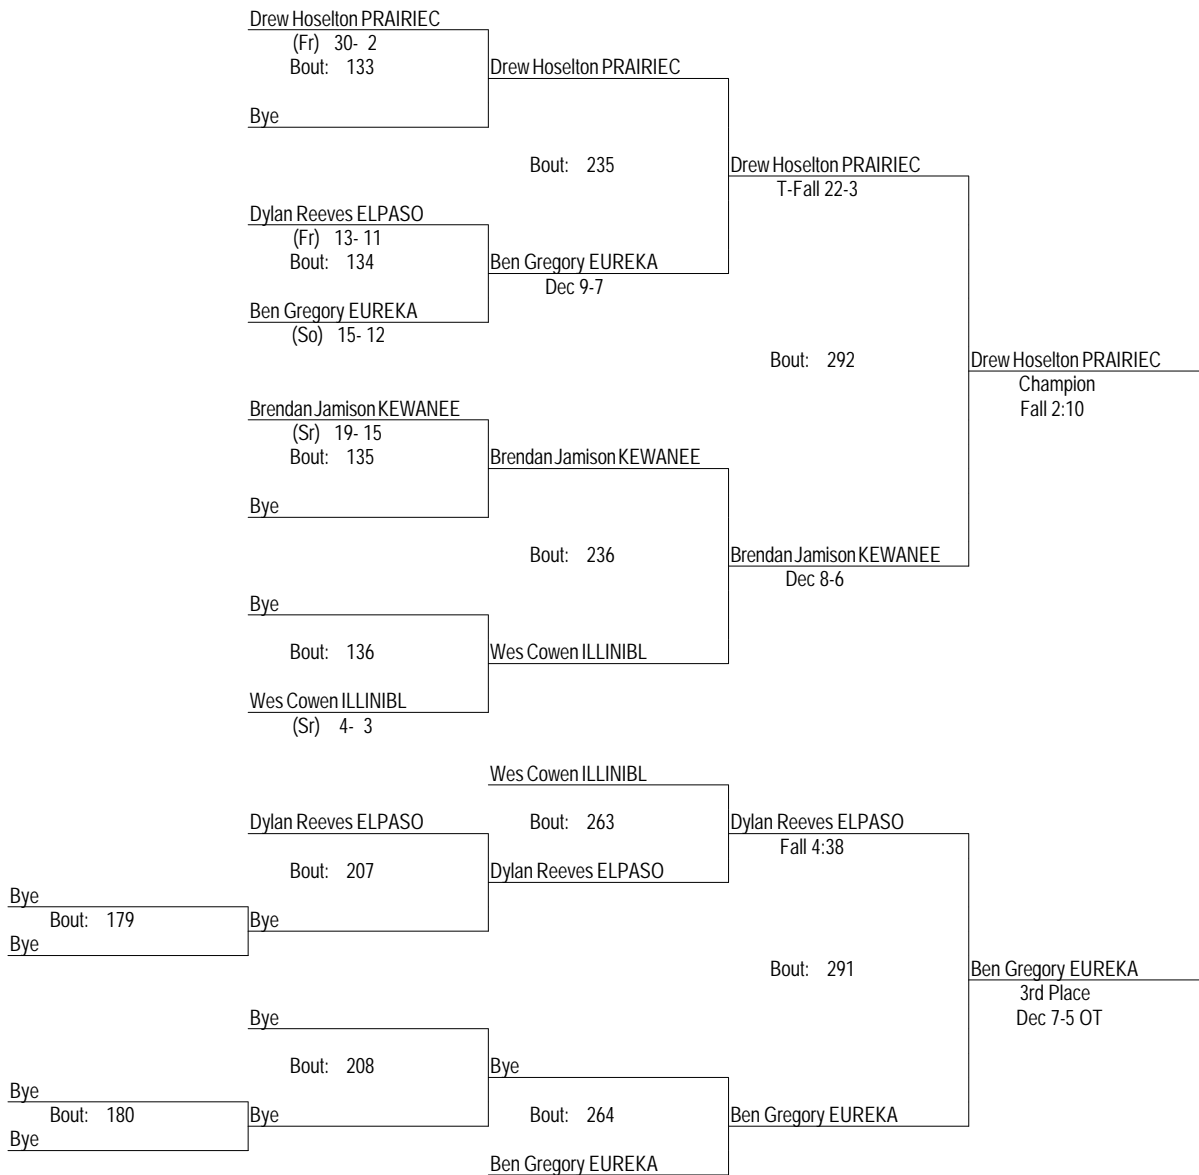 Drew Hoselton PRAIRIEC
(Fr) 30- 2
Bout: 133
Drew Hoselton PRAIRIEC
Bye
Bout: 235
Drew Hoselton PRAIRIEC
T-Fall 22-3
Dylan Reeves ELPASO
(Fr) 13- 11
Bout: 134
Ben Gregory EUREKA
Dec 9-7
Ben Gregory EUREKA
(So) 15- 12
Bout: 292
Drew Hoselton PRAIRIEC
Champion
Fall 2:10
Brendan Jamison KEWANEE
(Sr) 19- 15
Bout: 135
Brendan Jamison KEWANEE
Bye
Bout: 236
Brendan Jamison KEWANEE
Dec 8-6
Bye
Bout: 136
Wes Cowen ILLINIBL
Wes Cowen ILLINIBL
(Sr) 4- 3
Wes Cowen ILLINIBL
Dylan Reeves ELPASO
Bout: 263
Dylan Reeves ELPASO
Fall 4:38
Bout: 207
Dylan Reeves ELPASO
Bye
Bout: 179
Bye
Bye
Bout: 291
Ben Gregory EUREKA
3rd Place
Dec 7-5 OT
Bye
Bout: 208
Bye
Bye
Bout: 180
Bye
Bye
Bout: 264
Ben Gregory EUREKA
Ben Gregory EUREKA